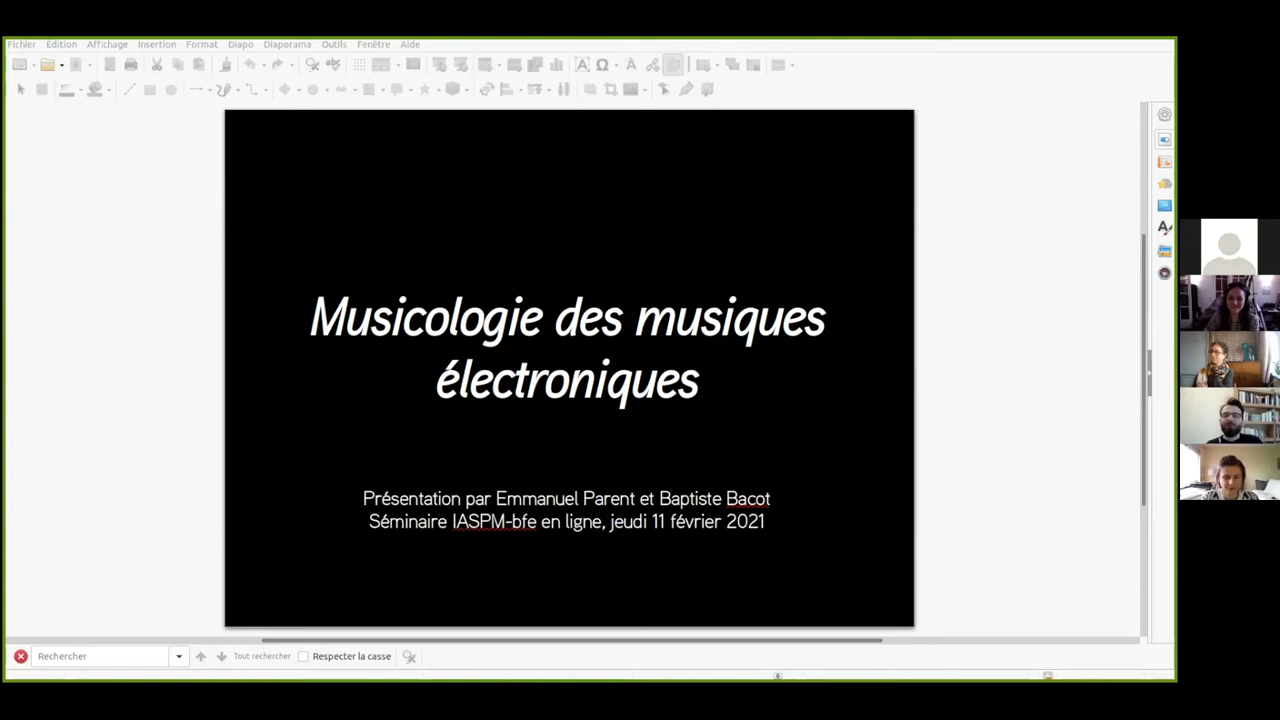 Fichier Édition Affichage Insertion Format Diapo Diaporama Outils Fenêtre Aide
Musicologie des musiques
électroniques
Présentation par Emmanuel Parent et Baptiste Bacot
Séminaire IASPM-bfe en ligne, jeudi 11 février 2021
Rechercher Tout rechercher Respecter la casse